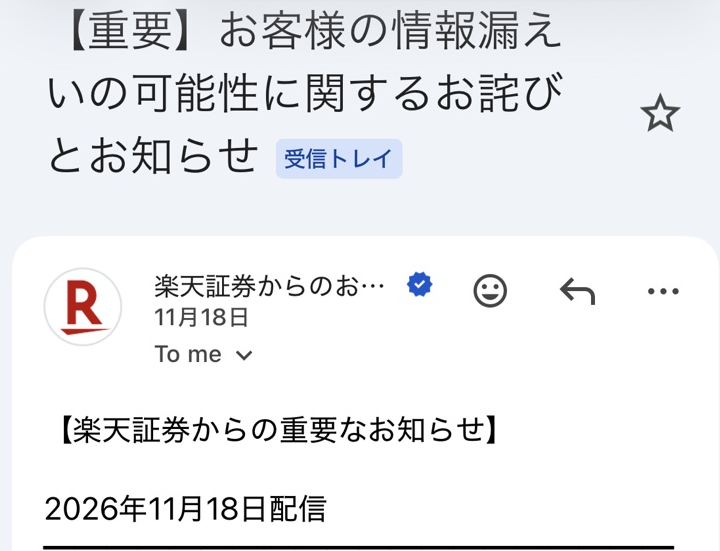 【重要】お客様の情報漏え
いの可能性に関するお詫び
とお知らせ 受信トレイ
R
楽天証券からのお…
11月18日
To me
【楽天証券からの重要なお知らせ】
2026年11月18日配信